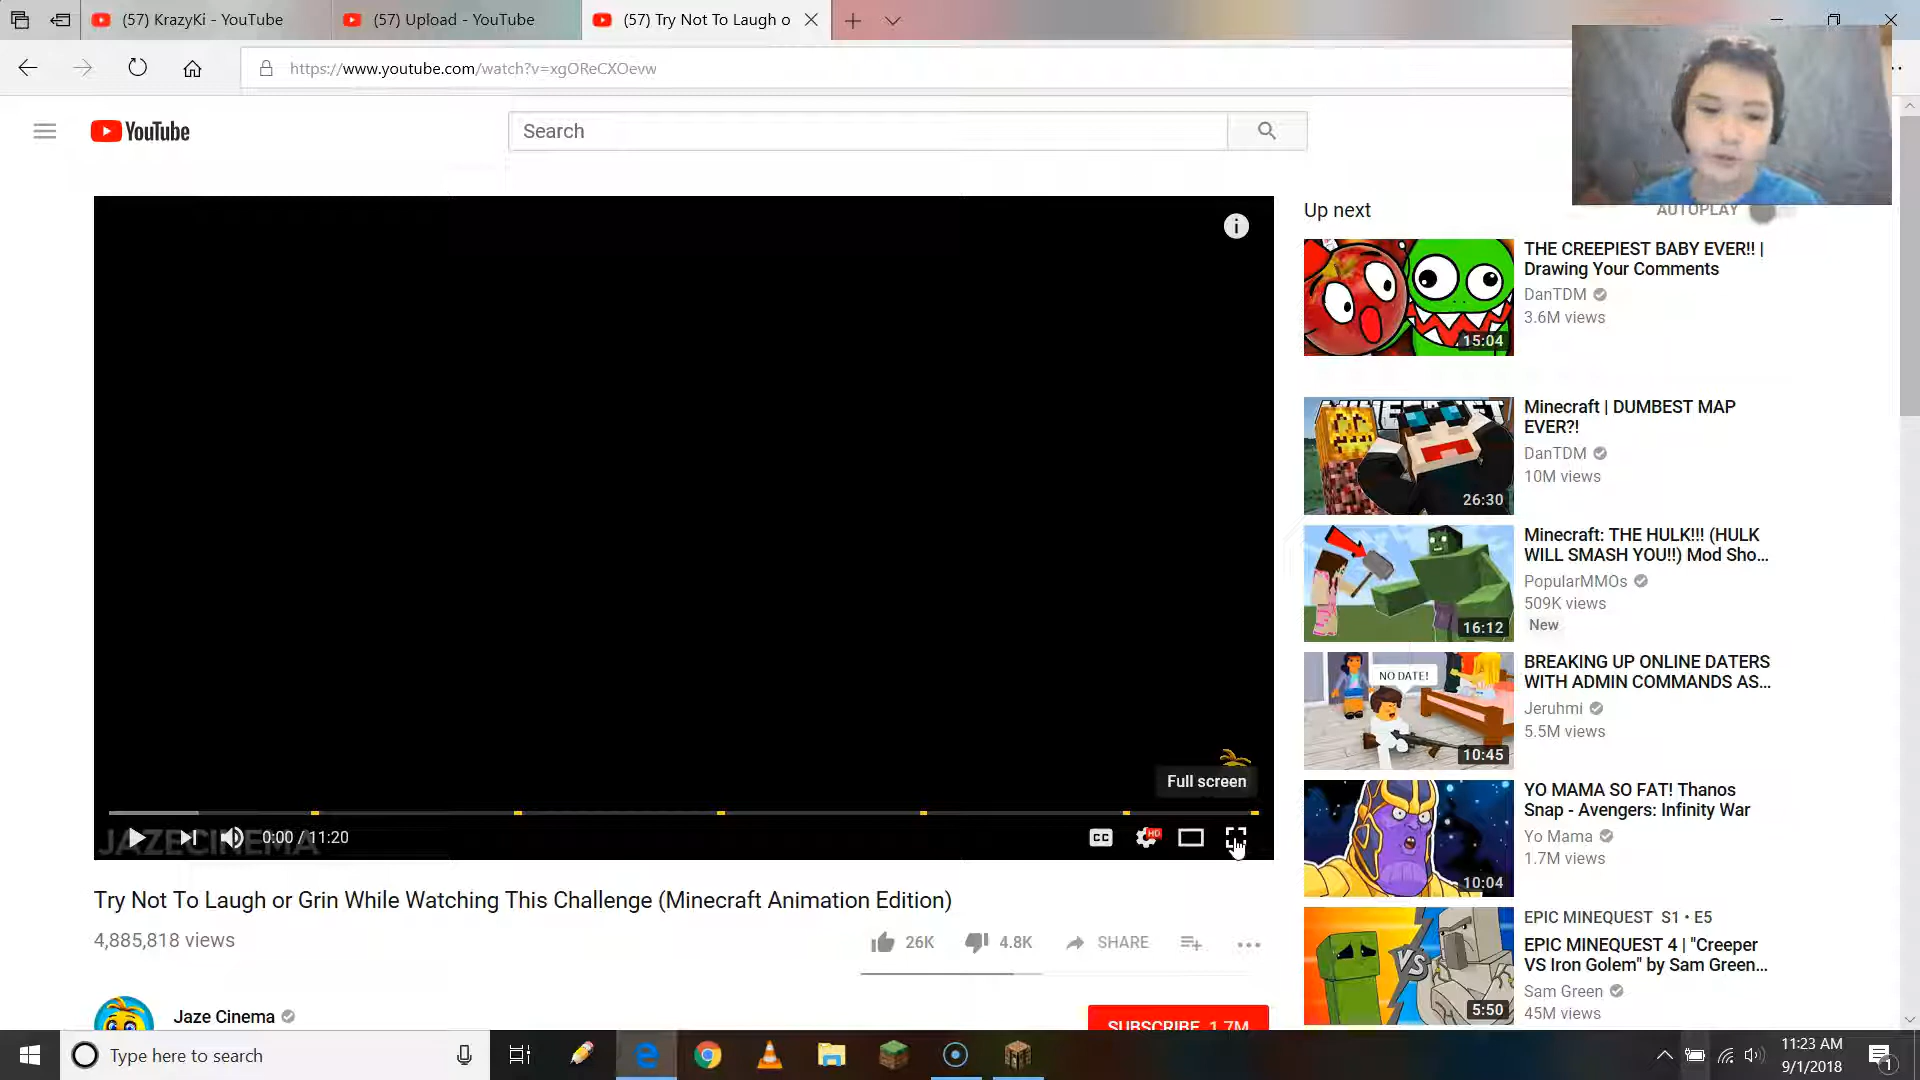 (57) KrazyKi - YouTube
(57) Upload - YouTube
(57) Try Not To Laugh o
https://www.youtube.com/watch?v=xgOReCXOevw
YouTube
Search
Up next
AUTOPLAY
THE CREEPIEST BABY EVER!! |
Drawing Your Comments
DanTDM
3.6M views
15:04
Minecraft | DUMBEST MAP
EVER?!
DanTDM
10M views
26:30
Minecraft: THE HULK!!! (HULK
WILL SMASH YOU!!) Mod Sho...
PopularMMOs
509K views
New
16:12
BREAKING UP ONLINE DATERS
WITH ADMIN COMMANDS AS...
Jeruhmi
5.5M views
NO DATE!
10:45
YO MAMA SO FAT! Thanos
Snap - Avengers: Infinity War
Yo Mama
1.7M views
10:04
EPIC MINEQUEST S1 • E5
EPIC MINEQUEST 4 | "Creeper
VS Iron Golem" by Sam Green...
Sam Green
45M views
VS
5:50
Full screen
JAZECINEMA
0:00 / 11:20
CC
HD
Try Not To Laugh or Grin While Watching This Challenge (Minecraft Animation Edition)
4,885,818 views
26K
4.8K
SHARE
Jaze Cinema
SUBSCRIBE 1.7M
Type here to search
11:23 AM
9/1/2018
1